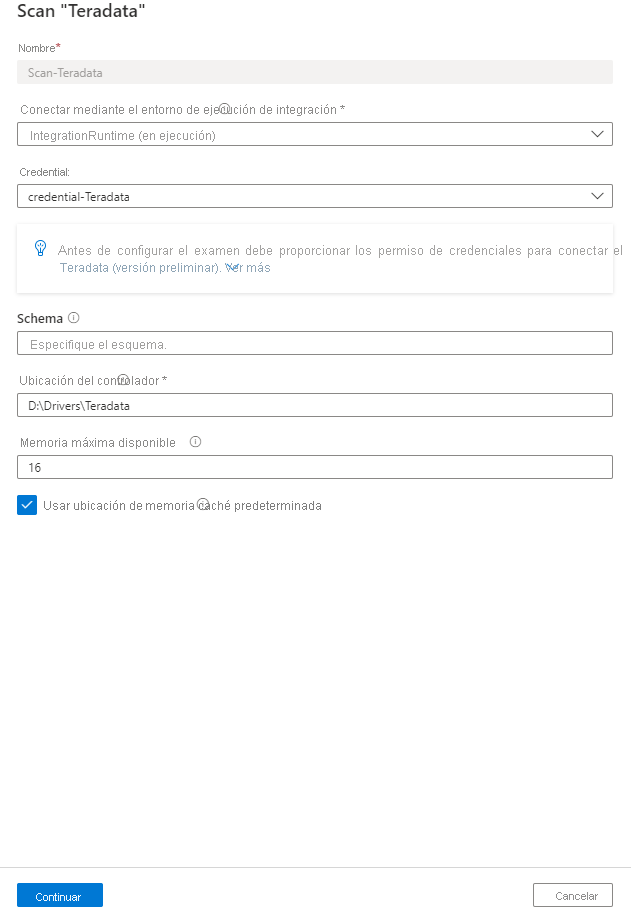 Scan "Teradata"
Nombre*
Scan-Teradata
Conectar mediante el entorno de ejecución de integración *
IntegrationRuntime (en ejecución)
Credential:
credential-Teradata
Antes de configurar el examen debe proporcionar los permiso de credenciales para conectar el
Teradata (versión preliminar). Ver más
Schema
Especifique el esquema.
Ubicación del controlador *
D:\Drivers\Teradata
Memoria máxima disponible
16
Usar ubicación de memoria caché predeterminada
Continuar
Cancelar